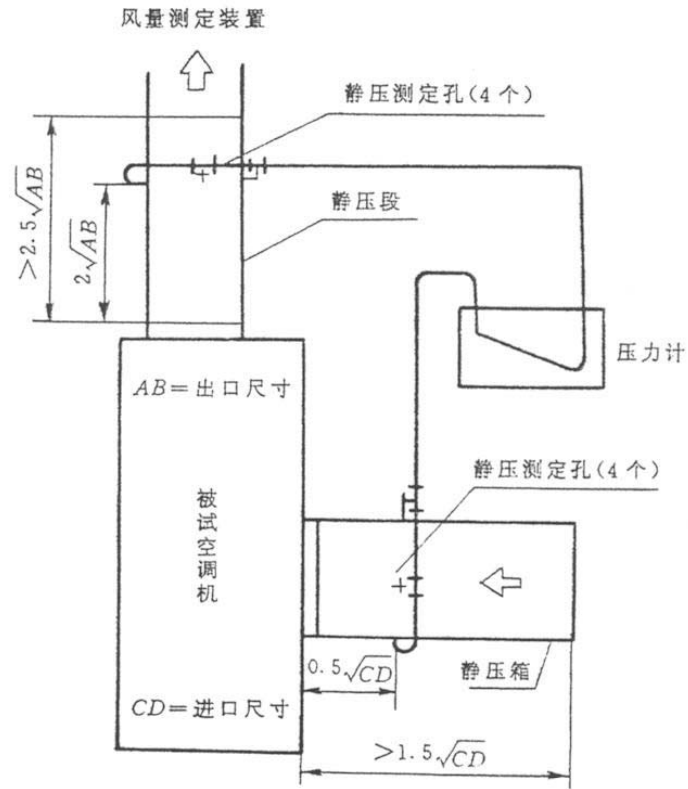 风量测定装置
静压测定孔(4个)
>2.5√AB
2√AB
静压段
压力计
AB=出口尺寸
静压测定孔(4个)
被试空调机
0.5√CD
静压箱
CD=进口尺寸
>1.5√CD